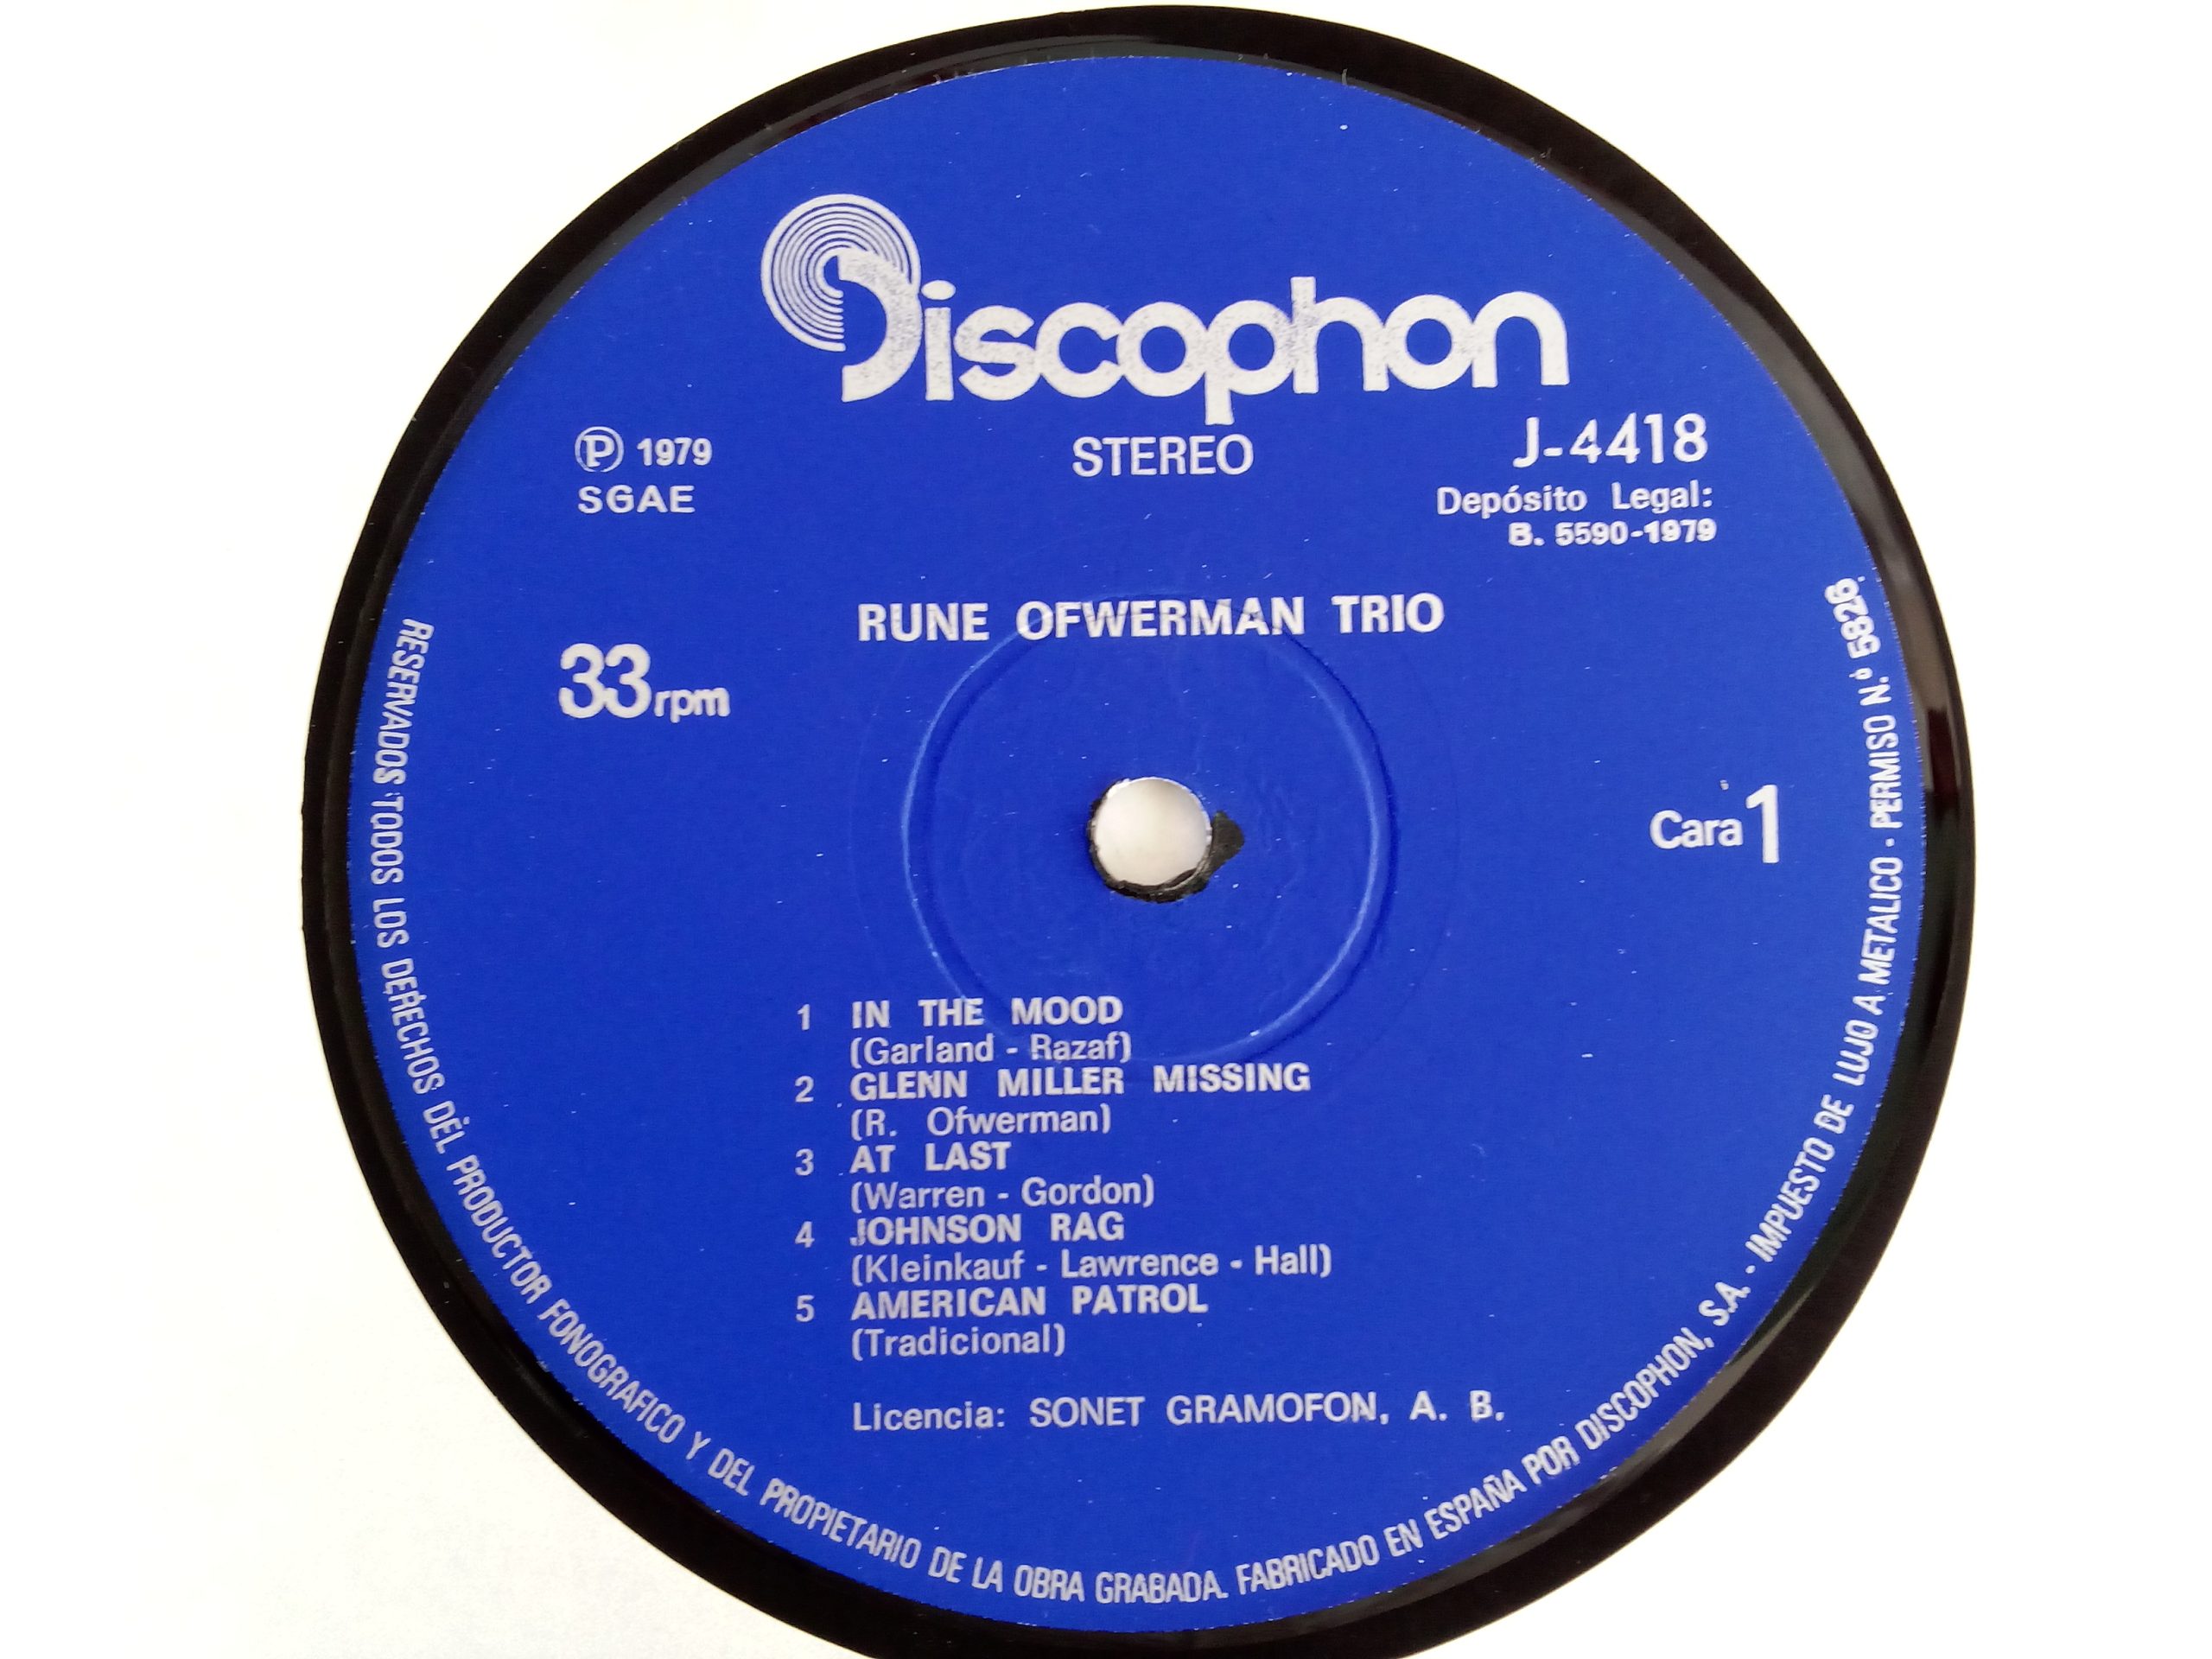 Discophon
℗ 1979
SGAE
STEREO
J-4418
Depósito Legal:
B. 5590-1979
RUNE OFWERMAN TRIO
33 rpm
Cara 1
1 IN THE MOOD
(Garland - Razaf)
2 GLENN MILLER MISSING
(R. Ofwerman)
3 AT LAST
(Warren - Gordon)
4 JOHNSON RAG
(Kleinkauf - Lawrence - Hall)
5 AMERICAN PATROL
(Tradicional)
Licencia: SONET GRAMOFON, A. B.
RESERVADOS TODOS LOS DERECHOS DEL PRODUCTOR FONOGRAFICO Y DEL PROPIETARIO DE LA OBRA GRABADA. FABRICADO EN ESPAÑA POR DISCOPHON, S.A. - IMPUESTO DE LUJO A METALICO - PERMISO N.º 5826.